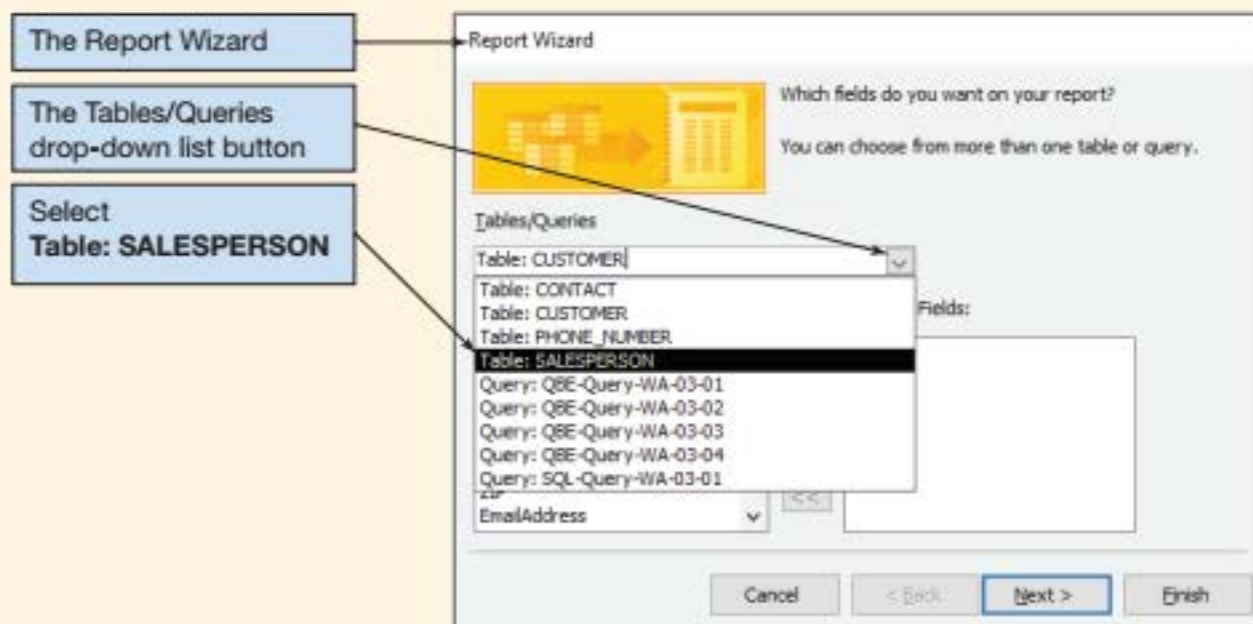 The Report Wizard
The Tables/Queries
drop-down list button
Select
Table: SALESPERSON
Report Wizard
Which fields do you want on your report?
You can choose from more than one table or query.
Tables/Queries
Table: CUSTOMER
Table: CONTACT
Table: CUSTOMER
Table: PHONE_NUMBER
Table: SALESPERSON
Query: QBE-Query-WA-03-01
Query: QBE-Query-WA-03-02
Query: QBE-Query-WA-03-03
Query: QBE-Query-WA-03-04
Query: SQL-Query-WA-03-01
Fields:
ZIP
EmailAddress
<<
Cancel
< Back
Next >
Finish